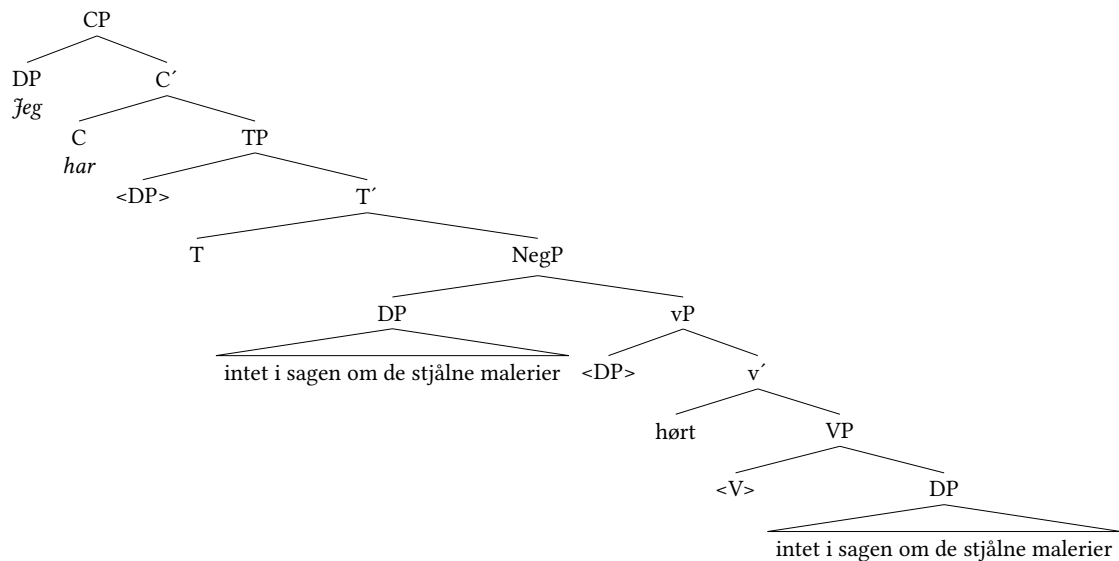 CP
DP C´
Jeg
C TP
har
<DP> T´
T NegP
DP vP
intet i sagen om de stjålne malerier <DP> v´
hørt VP
<V> DP
intet i sagen om de stjålne malerier